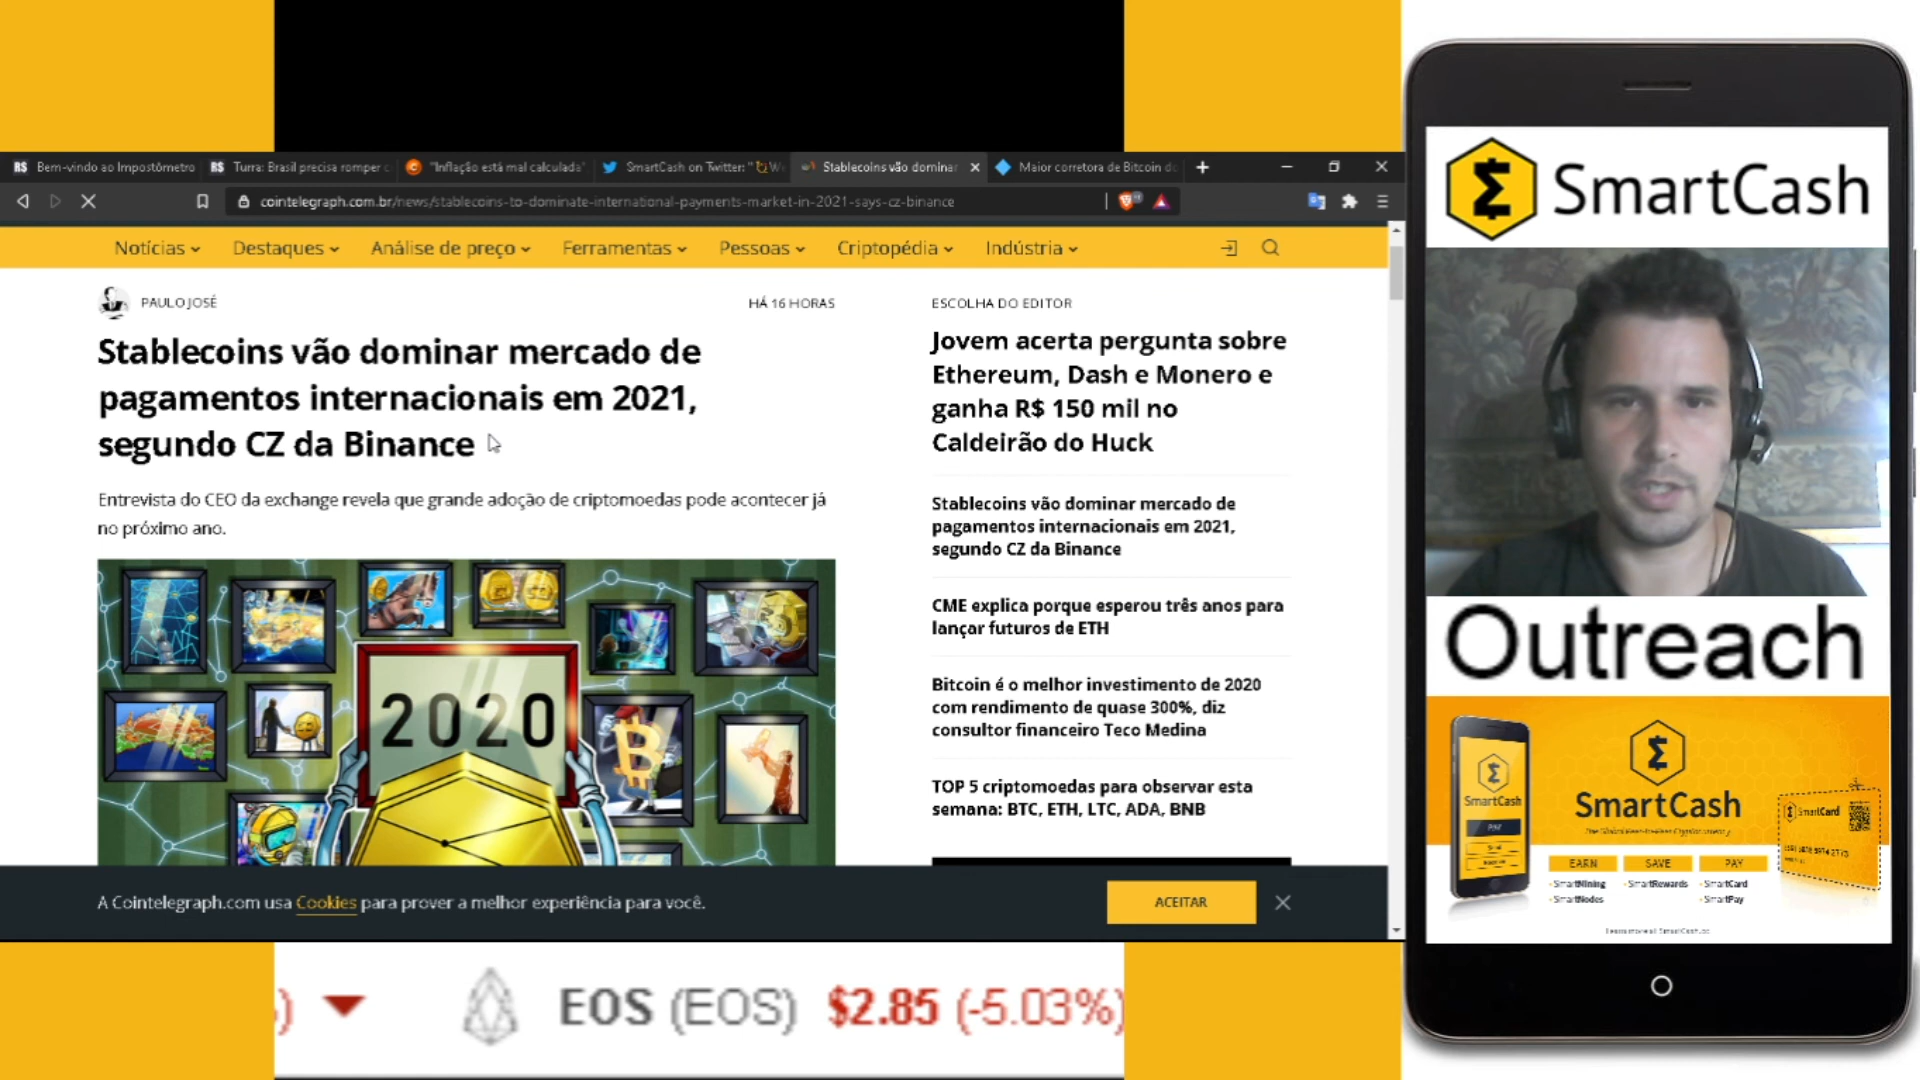 Bem-vindo ao Impostômetro
Turra: Brasil precisa romper c
"Inflação está mal calculada"
SmartCash on Twitter: "
Stablecoins vão dominar
Maior corretora de Bitcoin do
cointelegraph.com.br/news/stablecoins-to-dominate-international-payments-market-in-2021-says-cz-binance
Notícias
Destaques
Análise de preço
Ferramentas
Pessoas
Criptopédia
Indústria
PAULO JOSÉ
HÁ 16 HORAS
Stablecoins vão dominar mercado de
pagamentos internacionais em 2021,
segundo CZ da Binance
Entrevista do CEO da exchange revela que grande adoção de criptomoedas pode acontecer já
no próximo ano.
2020
ESCOLHA DO EDITOR
Jovem acerta pergunta sobre
Ethereum, Dash e Monero e
ganha R$ 150 mil no
Caldeirão do Huck
Stablecoins vão dominar mercado de
pagamentos internacionais em 2021,
segundo CZ da Binance
CME explica porque esperou três anos para
lançar futuros de ETH
Bitcoin é o melhor investimento de 2020
com rendimento de quase 300%, diz
consultor financeiro Teco Medina
TOP 5 criptomoedas para observar esta
semana: BTC, ETH, LTC, ADA, BNB
A Cointelegraph.com usa Cookies para prover a melhor experiência para você.
ACEITAR
EOS (EOS) $2.85 (-5.03%)
SmartCash
Outreach
SmartCash
PAY
SmartCash
SmartCard
EARN
SAVE
PAY
SmartMining
SmartRewards
SmartCard
SmartNodes
SmartPay